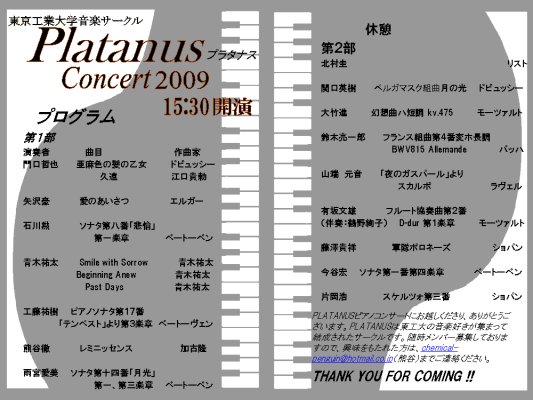 東京工業大学音楽サークル
Platanus プラタナス
Concert 2009
15:30開演
プログラム
第1部
演奏者 曲目 作曲家
門口哲也 亜麻色の髪の乙女 ドビュッシー
久遠 江口貴勅
矢沢豪 愛のあいさつ エルガー
石川裁 ソナタ第八番「悲愴」
第一楽章 ベートーベン
青木祐太 Smile with Sorrow 青木祐太
Beginning Anew 青木祐太
Past Days 青木祐太
工藤祐樹 ピアノソナタ第17番
「テンペスト」より第3楽章 ベートーヴェン
熊谷徹 レミニッセンス 加古隆
雨宮愛美 ソナタ第十四番「月光」
第一、第三楽章 ベートーベン
休憩
第2部
北村圭 リスト
関口英樹 ベルガマスク組曲月の光 ドビュッシー
大竹進 幻想曲ハ短調 kv.475 モーツァルト
鈴木亮一郎 フランス組曲第4番変ホ長調
BWV815 Allemande バッハ
山端 元音 「夜のガスパール」より
スカルボ ラヴェル
有坂文雄 フルート協奏曲第2番
(伴奏:鶴野絢子) D-dur 第1楽章 モーツァルト
藤澤貴祥 軍隊ポロネーズ ショパン
今谷宏 ソナタ第一番第四楽章 ベートーベン
片岡浩 スケルツォ第三番 ショパン
PLATANUSピアノコンサートにお越しくださり、ありがとうご
ざいます。PLATANUSは東工大の音楽好きが集まって
結成されたサークルです。随時メンバー募集しております
ので、興味をもたれた方は、chemical-
penguin@hotmail.co.jp(熊谷)までご連絡ください。
THANK YOU FOR COMING !!